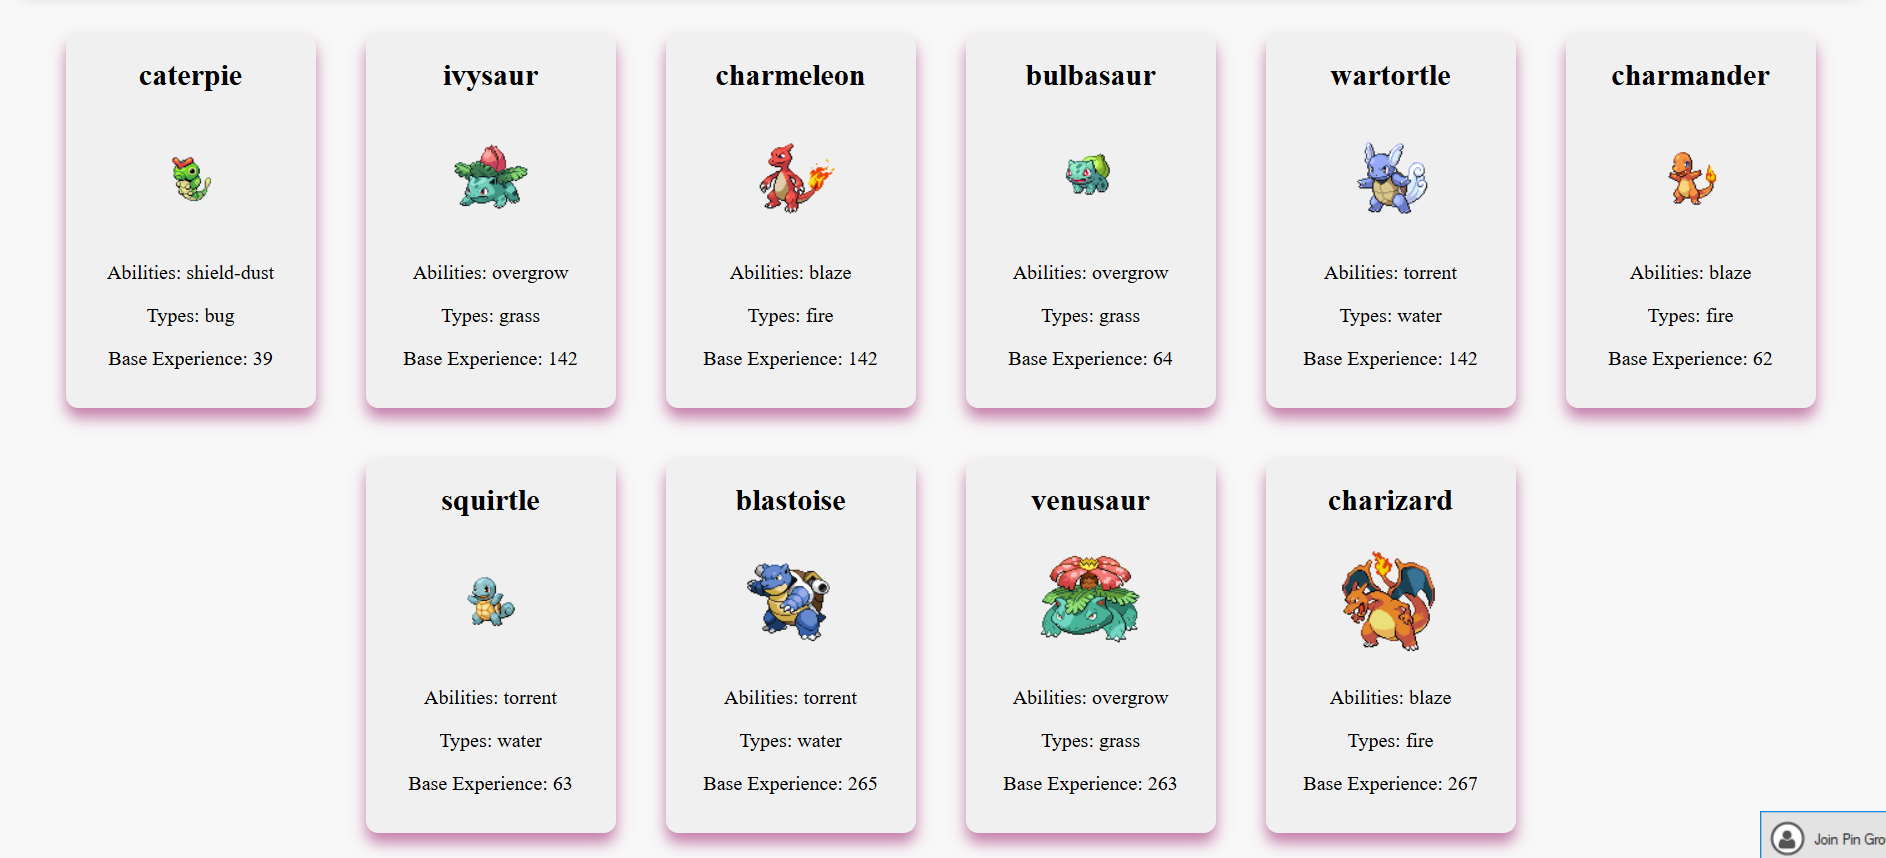 caterpie
Abilities: shield-dust
Types: bug
Base Experience: 39
ivysaur
Abilities: overgrow
Types: grass
Base Experience: 142
charmeleon
Abilities: blaze
Types: fire
Base Experience: 142
bulbasaur
Abilities: overgrow
Types: grass
Base Experience: 64
wartortle
Abilities: torrent
Types: water
Base Experience: 142
charmander
Abilities: blaze
Types: fire
Base Experience: 62
squirtle
Abilities: torrent
Types: water
Base Experience: 63
blastoise
Abilities: torrent
Types: water
Base Experience: 265
venusaur
Abilities: overgrow
Types: grass
Base Experience: 263
charizard
Abilities: blaze
Types: fire
Base Experience: 267
Join Pin Gro